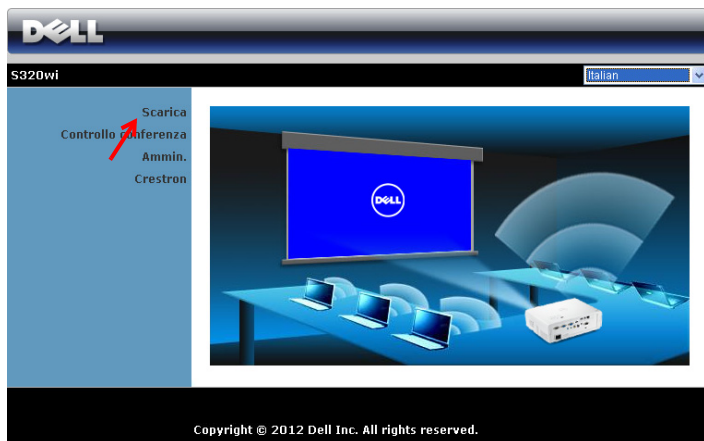 DELL
S320wi
Italian
Scarica
Controllo conferenza
Ammin.
Crestron
DELL
Copyright © 2012 Dell Inc. All rights reserved.